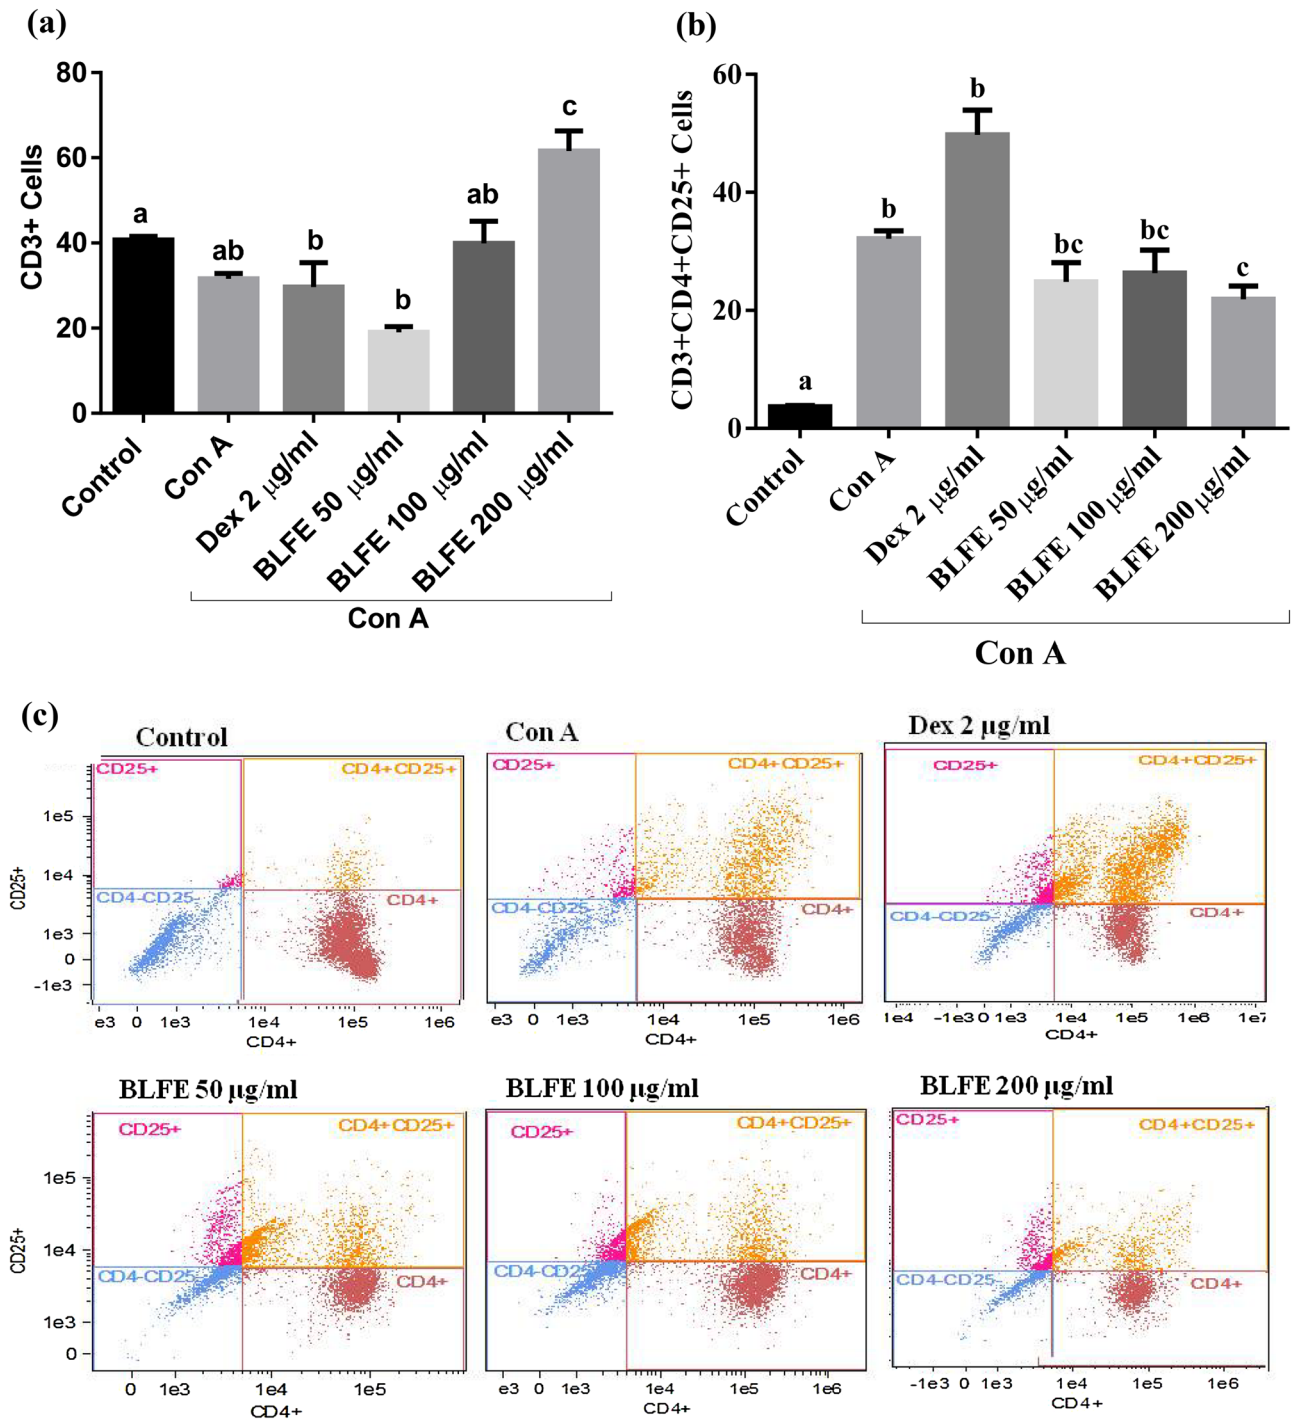 (a)
CD3+ Cells
80
60
40
20
0
a
ab
b
b
ab
c
Control
Con A
Dex 2 μg/ml
BLFE 50 μg/ml
BLFE 100 μg/ml
BLFE 200 μg/ml
Con A
(b)
CD3+CD4+CD25+ Cells
60
40
20
0
a
b
b
bc
bc
c
Control
Con A
Dex 2 μg/ml
BLFE 50 μg/ml
BLFE 100 μg/ml
BLFE 200 μg/ml
Con A
(c)
Control
CD25+
CD4+CD25+
CD4-CD25
CD4+
CD25+
1e5
1e4
1e3
0
-1e3
e3 0 1e3 1e4 1e5 1e6
CD4+
Con A
CD25+
CD4+CD25+
CD4-CD25
CD4+
e3 0 1e3 1e4 1e5 1e6
CD4+
Dex 2 μg/ml
CD25+
CD4+CD25+
CD4-CD25
CD4+
1e4 -1e3 0 1e3 1e4 1e5 1e6 1e7
CD4+
BLFE 50 μg/ml
CD25+
CD4+CD25+
CD4-CD25
CD4+
CD25+
1e5
1e4
1e3
0
0 1e3 1e4 1e5
CD4+
BLFE 100 μg/ml
CD25+
CD4+CD25+
CD4-CD25
CD4+
e3 0 1e3 1e4 1e5 1e6
CD4+
BLFE 200 μg/ml
CD25+
CD4+CD25+
CD4-CD25
CD4+
-1e3 0 1e3 1e4 1e5 1e6
CD4+